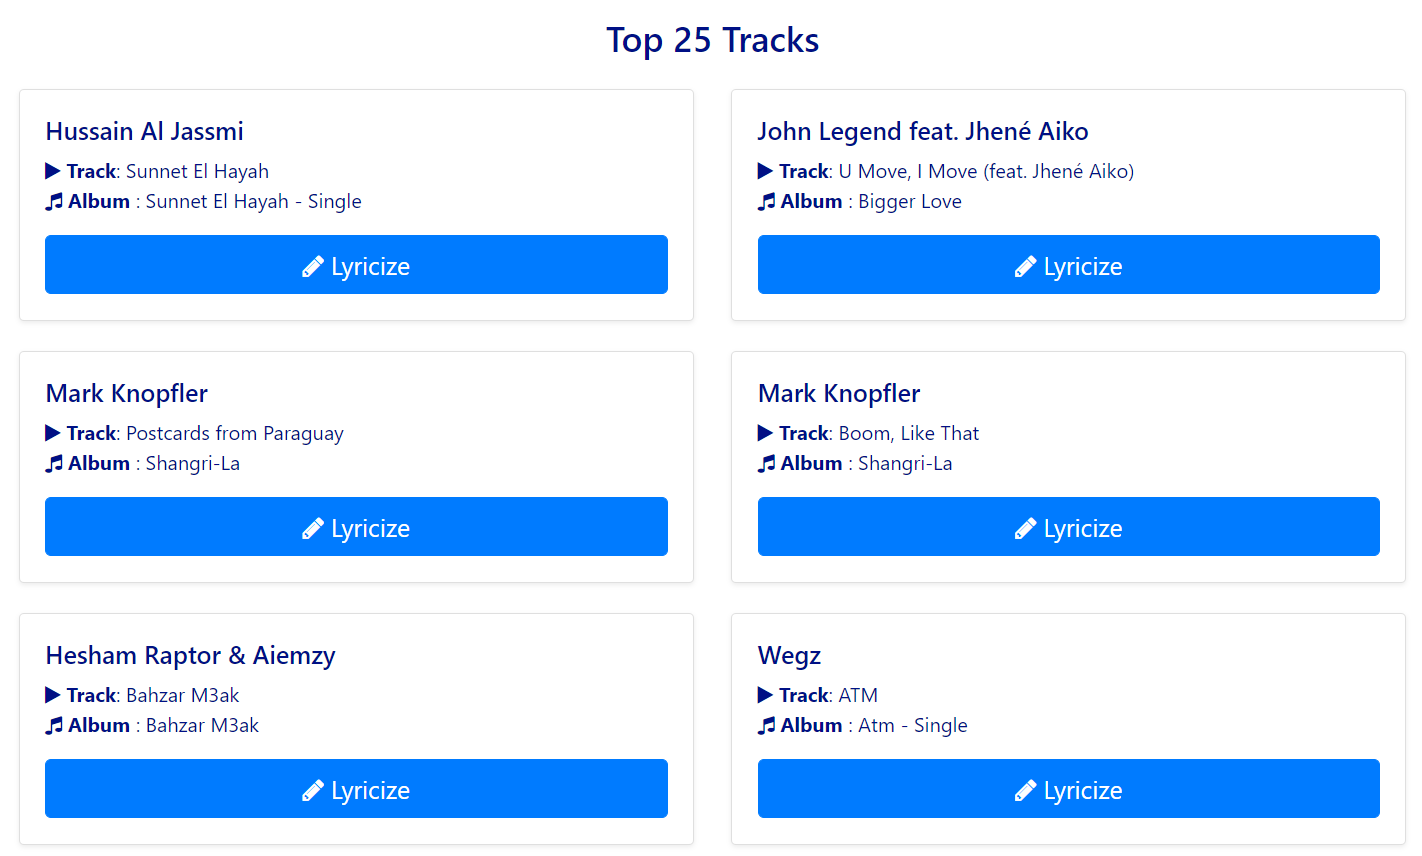 Top 25 Tracks
Hussain Al Jassmi
Track: Sunnet El Hayah
Album : Sunnet El Hayah - Single
Lyricize
John Legend feat. Jhené Aiko
Track: U Move, I Move (feat. Jhené Aiko)
Album : Bigger Love
Lyricize
Mark Knopfler
Track: Postcards from Paraguay
Album : Shangri-La
Lyricize
Mark Knopfler
Track: Boom, Like That
Album : Shangri-La
Lyricize
Hesham Raptor & Aiemzy
Track: Bahzar M3ak
Album : Bahzar M3ak
Lyricize
Wegz
Track: ATM
Album : Atm - Single
Lyricize